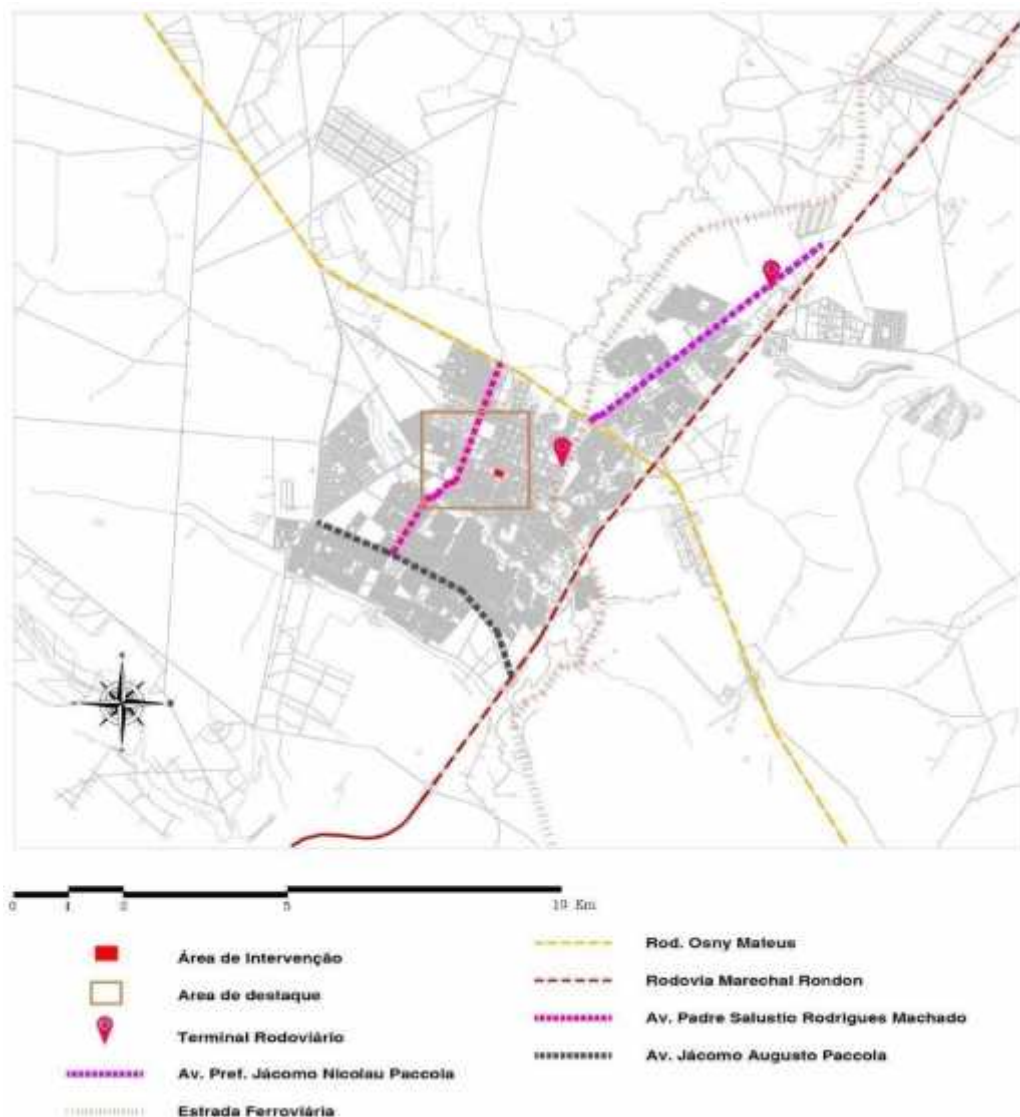 0 1 2 5 10 Km
Área de Intervenção
Area de destaque
Terminal Rodoviário
Av. Pref. Jácomo Nicolau Paccola
Estrada Ferroviária
Rod. Osny Mateus
Rodovia Marechal Rondon
Av. Padre Salustio Rodrigues Machado
Av. Jácomo Augusto Paccola